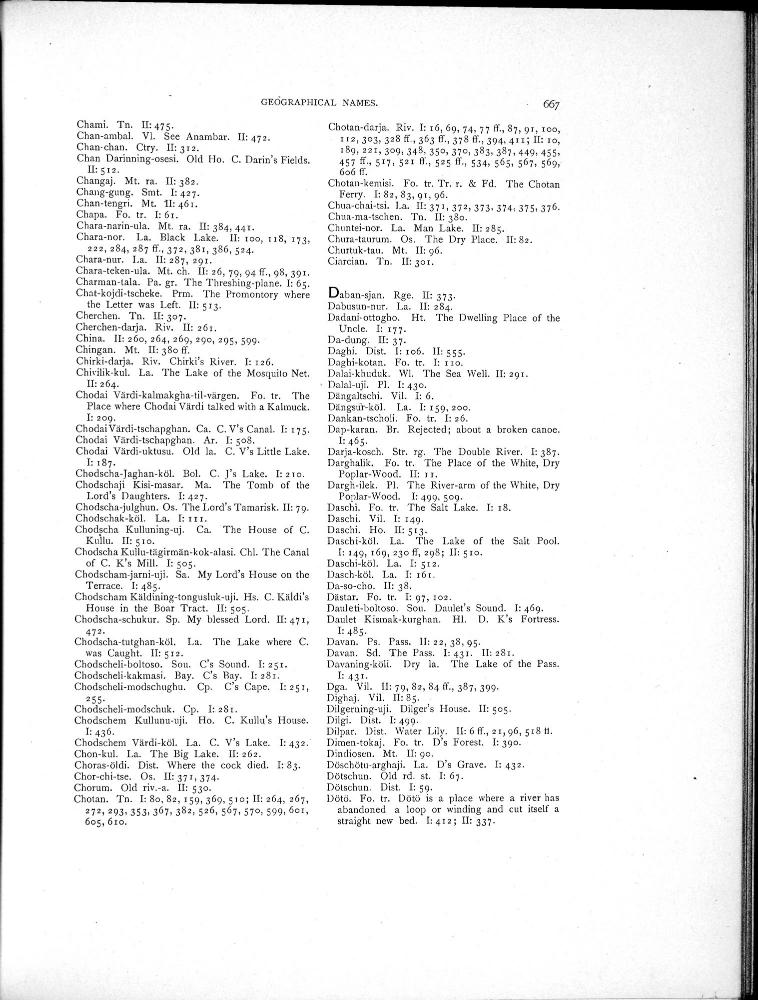 GEOGRAPHICAL NAMES.
667
Chami. Tn. II: 475.
Chan-ambal. Vl. See Anambar. II: 472.
Chan-chan. Ctry. II: 312.
Chan Darinning-osesi. Old Ho. C. Darin's Fields.
II: 512.
Changaj. Mt. ra. II: 382.
Chang-gung. Smt. I: 427.
Chan-tengri. Mt. II: 461.
Chapa. Fo. tr. I: 61.
Chara-narin-ula. Mt. ra. II: 384, 441.
Chara-nor. La. Black Lake. II: 100, 118, 173,
222, 284, 287 ff., 372, 381, 386, 524.
Chara-nur. La. II: 287, 291.
Chara-teken-ula. Mt. ch. II: 26, 79, 94 ff., 98, 391.
Charman-tala. Pa. gr. The Threshing-plane. I: 65.
Chat-kojdi-tscheke. Prm. The Promontory where
the Letter was Left. II: 513.
Cherchen. Tn. II: 307.
Cherchen-darja. Riv. II: 261.
China. II: 260, 264, 269, 290, 295, 599.
Chingan. Mt. II: 380 ff.
Chirki-darja. Riv. Chirki's River. I: 126.
Chivilik-kul. La. The Lake of the Mosquito Net.
II: 264.
Chodai Värdi-kalmakgha-til-värgen. Fo. tr. The
Place where Chodai Värdi talked with a Kalmuck.
I: 209.
Chodai Värdi-tschapghan. Ca. C. V's Canal. I: 175.
Chodai Värdi-tschapghan. Ar. I: 508.
Chodai Värdi-uktusu. Old la. C. V's Little Lake.
I: 187.
Chodscha-Jaghan-köl. Bol. C. J's Lake. I: 210.
Chodschaji Kisi-masar. Ma. The Tomb of the
Lord's Daughters. I: 427.
Chodscha-julghun. Os. The Lord's Tamarisk. II: 79.
Chodschak-köl. La. I: 111.
Chodscha Kulluning-uj. Ca. The House of C.
Kullu. II: 510.
Chodscha Kullu-tägirmän-kok-alasi. Chl. The Canal
of C. K's Mill. I: 505.
Chodscham-jarni-uji. Sa. My Lord's House on the
Terrace. I: 485.
Chodscham Käldining-tongusluk-uji. Hs. C. Käldi's
House in the Boar Tract. II: 505.
Chodscha-schukur. Sp. My blessed Lord. II: 471,
472.
Chodscha-tutghan-köl. La. The Lake where C.
was Caught. II: 512.
Chodscheli-boltoso. Sou. C's Sound. I: 251.
Chodscheli-kakmasi. Bay. C's Bay. I: 281.
Chodscheli-modschughu. Cp. C's Cape. I: 251,
255.
Chodscheli-modschuk. Cp. I: 281.
Chodschem Kullunu-uji. Ho. C. Kullu's House.
I: 436.
Chodschem Värdi-köl. La. C. V's Lake. I: 432.
Chon-kul. La. The Big Lake. II: 262.
Choras-öldi. Dist. Where the cock died. I: 83.
Chor-chi-tse. Os. II: 371, 374.
Chorum. Old riv.-a. II: 530.
Chotan. Tn. I: 80, 82, 159, 369, 510; II: 264, 267,
272, 293, 353, 367, 382, 526, 567, 570, 599, 601,
605, 610.
Chotan-darja. Riv. I: 16, 69, 74, 77 ff., 87, 91, 100,
112, 303, 328 ff., 363 ff., 378 ff., 394, 411; II: 10,
189, 221, 309, 348, 350, 370, 383, 387, 449, 455,
457 ff., 517, 521 ff., 525 ff., 534, 565, 567, 569,
606 ff.
Chotan-kemisi. Fo. tr. Tr. r. & Fd. The Chotan
Ferry. I: 82, 83, 91, 96.
Chua-chai-tsi. La. II: 371, 372, 373, 374, 375, 376.
Chua-ma-tschen. Tn. II: 380.
Chuntei-nor. La. Man Lake. II: 285.
Chura-taurum. Os. The Dry Place. II: 82.
Churtuk-tau. Mt. II: 96.
Ciarcian. Tn. II: 301.
Daban-sjan. Rge. II: 373.
Dabusun-nur. La. II: 284.
Dadani-ottogho. Ht. The Dwelling Place of the
Uncle. I: 177.
Da-dung. II: 37.
Daghi. Dist. I: 106. II: 555.
Daghi-kotan. Fo. tr. I: 110.
Dalai-khuduk. Wl. The Sea Well. II: 291.
Dalal-uji. Pl. I: 430.
Dängaltschi. Vil. I: 6.
Dängsür-köl. La. I: 159, 200.
Dankan-tscholi. Fo. tr. I: 26.
Dap-karan. Br. Rejected; about a broken canoe.
I: 465.
Darja-kosch. Str. rg. The Double River. I: 387.
Darghalik. Fo. tr. The Place of the White, Dry
Poplar-Wood. II: 11.
Dargh-ilek. Pl. The River-arm of the White, Dry
Poplar-Wood. I: 499, 509.
Daschi. Fo. tr. The Salt Lake. I: 18.
Daschi. Vil. I: 149.
Daschi. Ho. II: 513.
Daschi-köl. La. The Lake of the Salt Pool.
I: 149, 169, 230 ff, 298; II: 510.
Daschi-köl. La. I: 512.
Dasch-köl. La. I: 161.
Da-so-cho. II: 38.
Dästar. Fo. tr. I: 97, 102.
Dauleti-boltoso. Sou. Daulet's Sound. I: 469.
Daulet Kismak-kurghan. Hl. D. K's Fortress.
I: 485.
Davan. Ps. Pass. II: 22, 38, 95.
Davan. Sd. The Pass. I: 431. II: 281.
Davaning-köli. Dry la. The Lake of the Pass.
I: 431.
Dga. Vil. II: 79, 82, 84 ff., 387, 399.
Dighaj. Vil. II: 85.
Dilgerning-uji. Dilger's House. II: 505.
Dilgi. Dist. I: 499.
Dilpar. Dist. Water Lily. II: 6 ff., 21, 96, 518 ff.
Dimen-tokaj. Fo. tr. D's Forest. I: 390.
Dindiosen. Mt. II: 90.
Döschötu-arghaji. La. D's Grave. I: 432.
Dötschun. Old rd. st. I: 67.
Dötschun. Dist. I: 59.
Dötö. Fo. tr. Dötö is a place where a river has
abandoned a loop or winding and cut itself a
straight new bed. I: 412; II: 337.